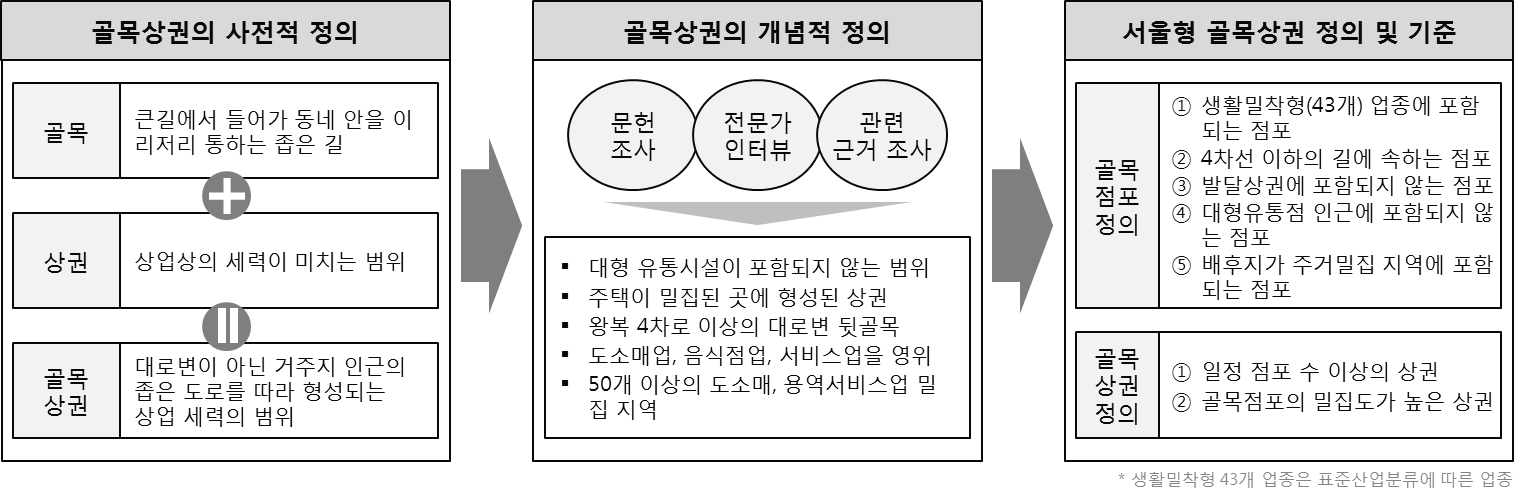 골목상권의 사전적 정의
골목
큰길에서 들어가 동네 안을 이
리저리 통하는 좁은 길
상권
상업상의 세력이 미치는 범위
골목
상권
대로변이 아닌 거주지 인근의
좁은 도로를 따라 형성되는
상업 세력의 범위
골목상권의 개념적 정의
문헌
조사
전문가
인터뷰
관련
근거 조사
▪ 대형 유통시설이 포함되지 않는 범위
▪ 주택이 밀집된 곳에 형성된 상권
▪ 왕복 4차로 이상의 대로변 뒷골목
▪ 도소매업, 음식점업, 서비스업을 영위
▪ 50개 이상의 도소매, 용역서비스업 밀
집 지역
서울형 골목상권 정의 및 기준
골목
점포
정의
① 생활밀착형(43개) 업종에 포함
되는 점포
② 4차선 이하의 길에 속하는 점포
③ 발달상권에 포함되지 않는 점포
④ 대형유통점 인근에 포함되지 않
는 점포
⑤ 배후지가 주거밀집 지역에 포함
되는 점포
골목
상권
정의
① 일정 점포 수 이상의 상권
② 골목점포의 밀집도가 높은 상권
* 생활밀착형 43개 업종은 표준산업분류에 따른 업종